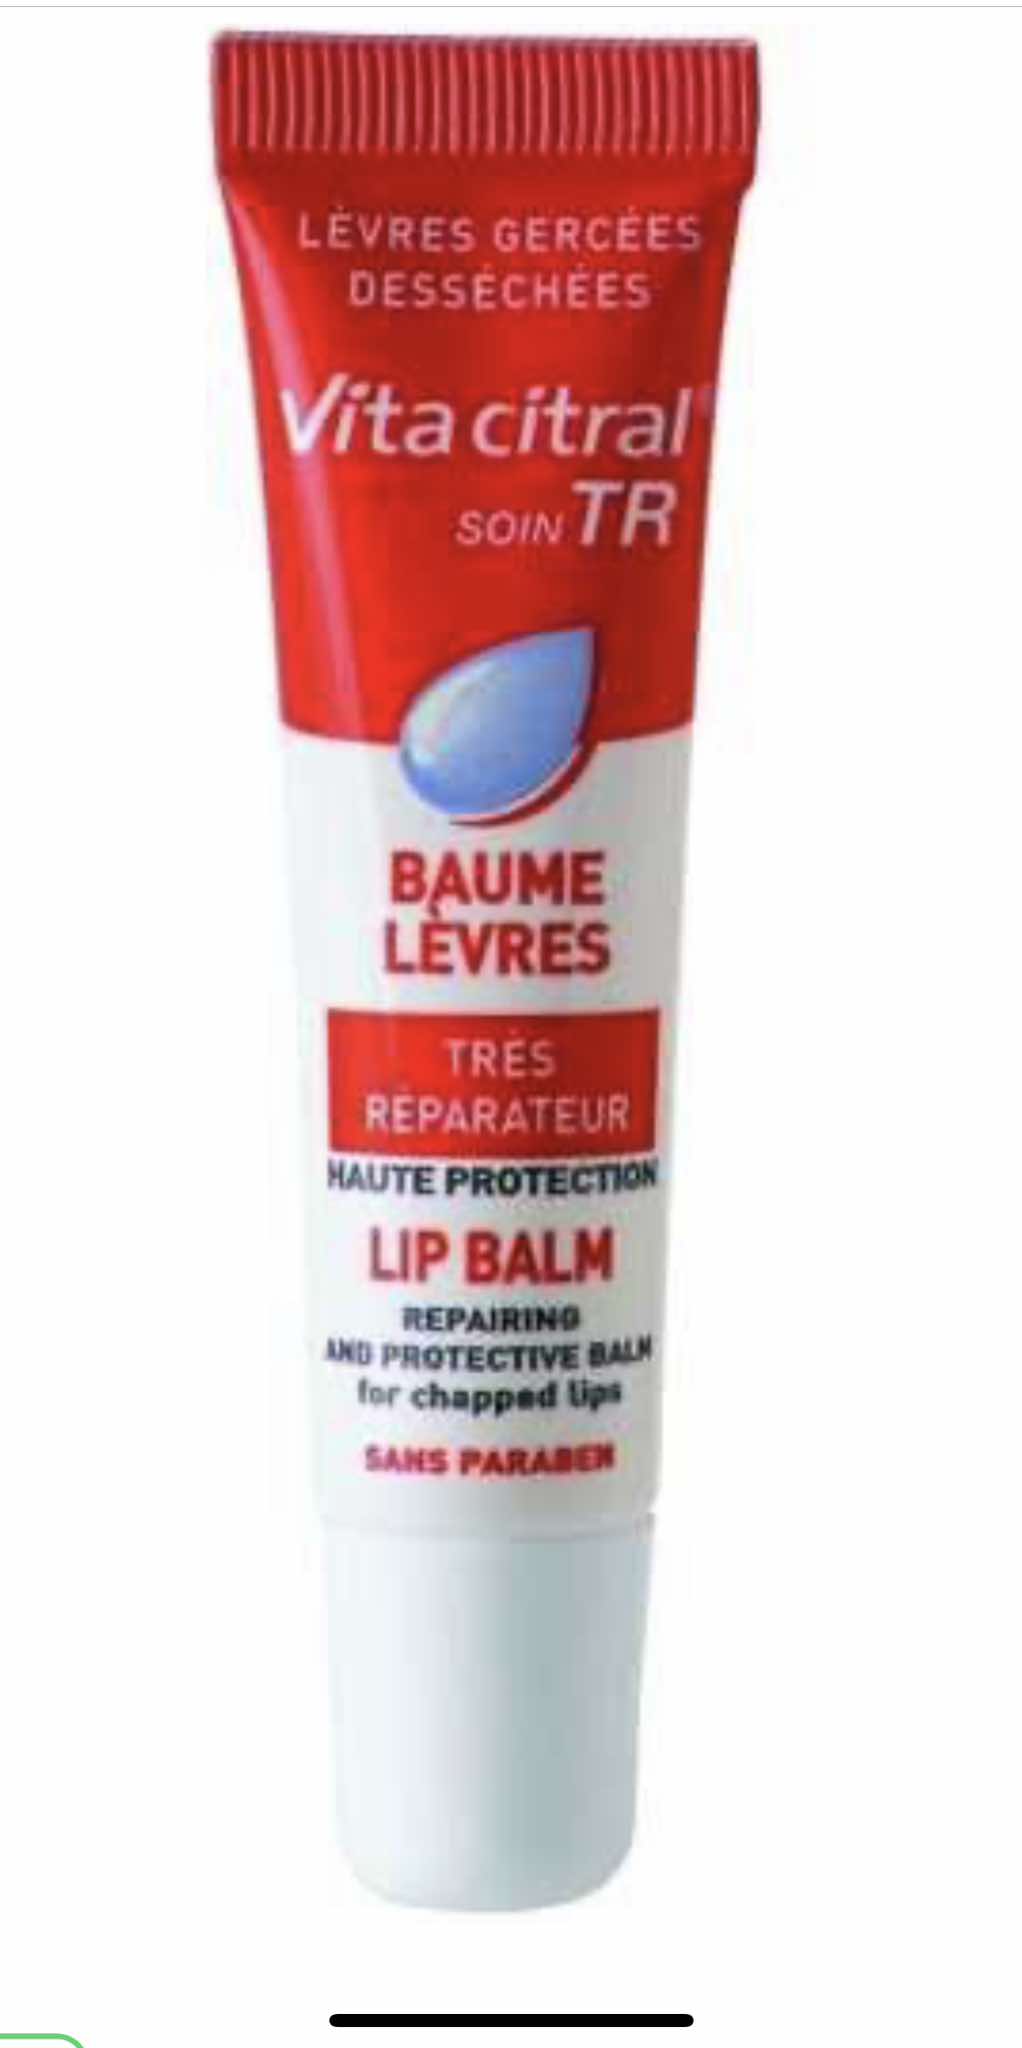 LÈVRES GERCÉES
DESSÉCHÉES
Vita citral
SOIN TR
BAUME
LÈVRES
TRÈS
RÉPARATEUR
HAUTE PROTECTION
LIP BALM
REPAIRING
AND PROTECTIVE BALM
for chapped lips
SANS PARABEN